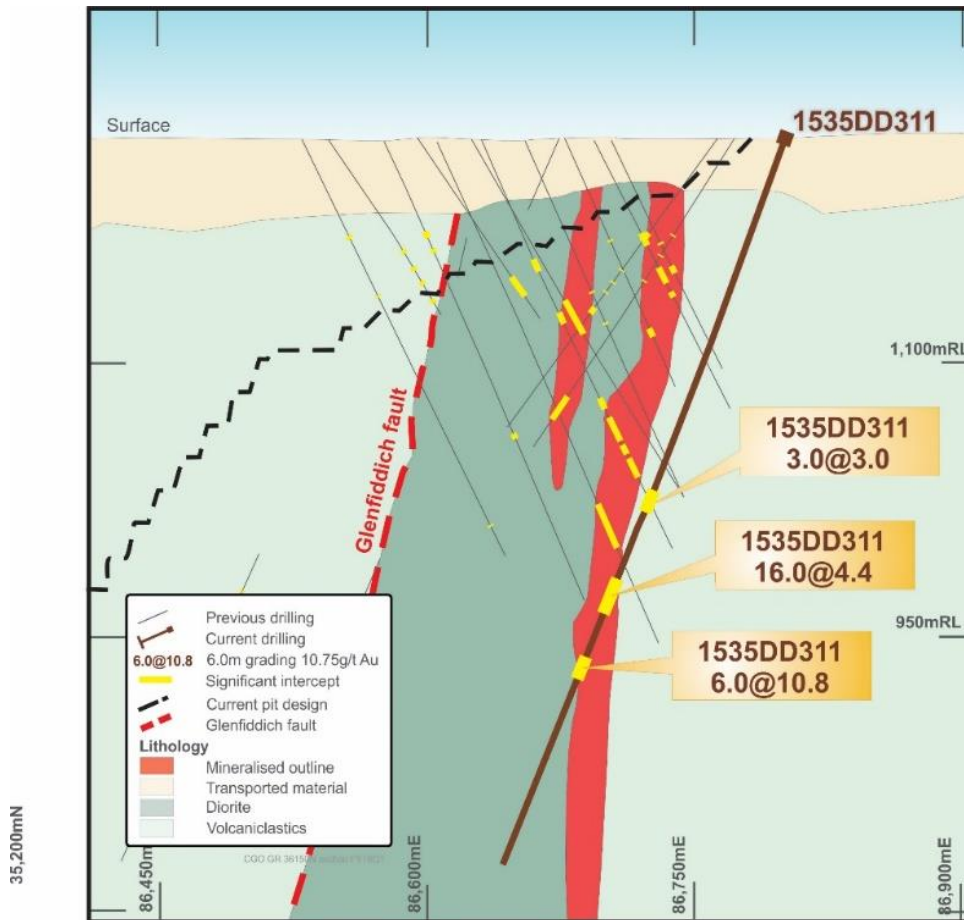 Surface
1535DD311
1,100mRL
1535DD311
3.0@3.0
Glenfiddich fault
1535DD311
16.0@4.4
950mRL
1535DD311
6.0@10.8
Previous drilling
Current drilling
6.0@10.8 6.0m grading 10.75g/t Au
Significant intercept
Current pit design
Glenfiddich fault
Lithology
Mineralised outline
Transported material
Diorite
Volcaniclastics
CGO GR
35,200mN
86,450m
86,600mE
86,750mE
86,900mE